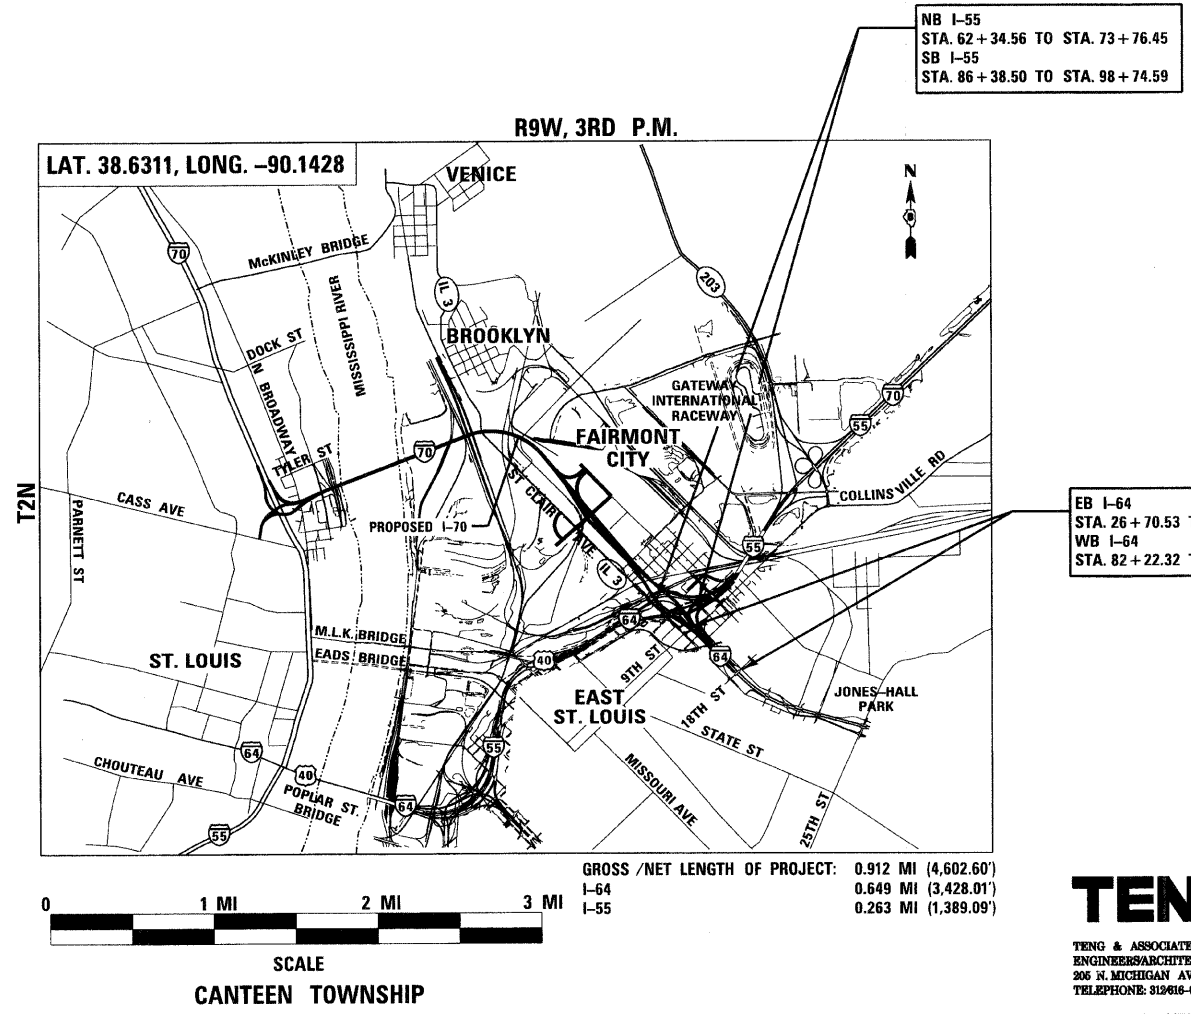 NB I–55
STA. 62+34.56 TO STA. 73+76.45
SB I–55
STA. 86+38.50 TO STA. 98+74.59
R9W, 3RD P.M.
LAT. 38.6311, LONG. –90.1428
VENICE
N
70
McKINLEY BRIDGE
203
IL 3
MISSISSIPPI RIVER
BROOKLYN
DOCK ST
N BROADWAY
GATEWAY
INTERNATIONAL
RACEWAY
70
55
FAIRMONT
CITY
TYLER ST
70
ST CLAIR AVE
COLLINSVILLE RD
T2N
CASS AVE
PARNETT ST
PROPOSED I–70
EB I–64
STA. 26+70.53 T
WB I–64
STA. 82+22.32 T
55
IL 3
64
M.L.K. BRIDGE
EADS BRIDGE
ST. LOUIS
40
9TH ST
64
EAST
ST. LOUIS
18TH ST
JONES–HALL
PARK
STATE ST
55
64
CHOUTEAU AVE
40
POPLAR ST.
BRIDGE
64
MISSOURI AVE
25TH ST
55
GROSS /NET LENGTH OF PROJECT: 0.912 MI (4,602.60')
I–64 0.649 MI (3,428.01')
I–55 0.263 MI (1,389.09')
0 1 MI 2 MI 3 MI
SCALE
CANTEEN TOWNSHIP
TEN
TENG & ASSOCIATE
ENGINEERS/ARCHITE
205 N. MICHIGAN AV
TELEPHONE: 312/616-